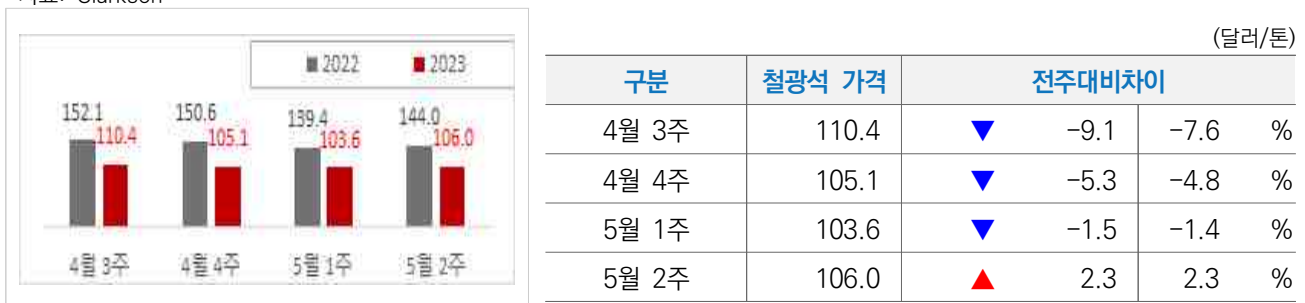 (달러/톤)
■ 2022 ■ 2023
152.1 110.4 150.6 105.1 139.4 103.6 144.0 106.0
4월 3주 4월 4주 5월 1주 5월 2주
구분 철광석 가격 전주대비차이
4월 3주 110.4 ▼ -9.1 -7.6 %
4월 4주 105.1 ▼ -5.3 -4.8 %
5월 1주 103.6 ▼ -1.5 -1.4 %
5월 2주 106.0 ▲ 2.3 2.3 %